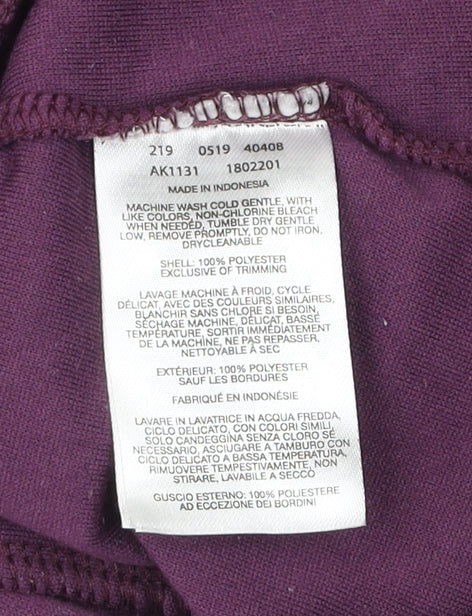 219 0519 4040B
AK1131 1802201
MADE IN INDONESIA
MACHINE WASH COLD GENTLE, WITH
LIKE COLORS, NON-CHLORINE BLEACH
WHEN NEEDED, TUMBLE DRY GENTLE
LOW, REMOVE PROMPTLY, DO NOT IRON,
DRYCLEANABLE
SHELL: 100% POLYESTER
EXCLUSIVE OF TRIMMING
LAVAGE MACHINE À FROID, CYCLE
DÉLICAT, AVEC DES COULEURS SIMILAIRES,
BLANCHIR SANS CHLORE SI BESOIN,
SÉCHAGE MACHINE, DÉLICAT, BASSE
TEMPÉRATURE, SORTIR IMMÉDIATEMENT
DE LA MACHINE, NE PAS REPASSER,
NETTOYABLE À SEC
EXTÉRIEUR: 100% POLYESTER
SAUF LES BORDURES
FABRIQUÉ EN INDONÉSIE
LAVARE IN LAVATRICE IN ACQUA FREDDA,
CICLO DELICATO, CON COLORI SIMILI,
SOLO CANDEGGINA SENZA CLORO SE
NECESSARIO, ASCIUGARE A TAMBURO CON
CICLO DELICATO A BASSA TEMPERATURA,
RIMUOVERE TEMPESTIVAMENTE, NON
STIRARE, LAVABILE A SECCO
GUSCIO ESTERNO: 100% POLIESTERE
AD ECCEZIONE DEI BORDINI